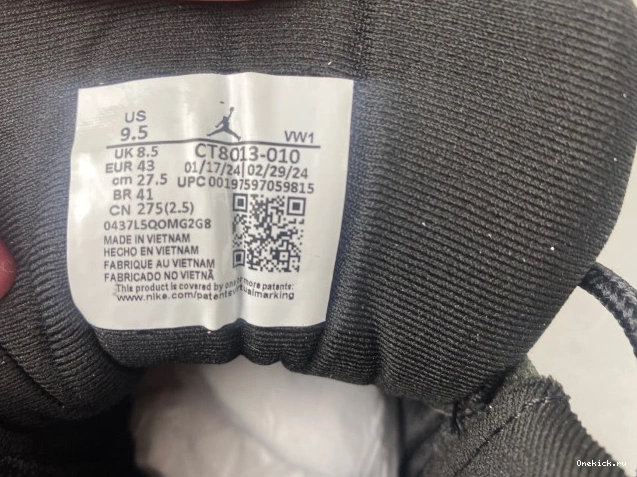 US
9.5
VW1
UK 8.5
CT8013-010
EUR 43
01/17/24 02/29/24
cm 27.5
UPC 00197597059815
BR 41
CN 275(2.5)
0437L5QOMG2G8
MADE IN VIETNAM
HECHO EN VIETNAM
FABRIQUE AU VIETNAM
FABRICADO NO VIETNÃ
This product is covered by one or more patents:
www.nike.com/patentsvirtualmarking
Onekick.ru